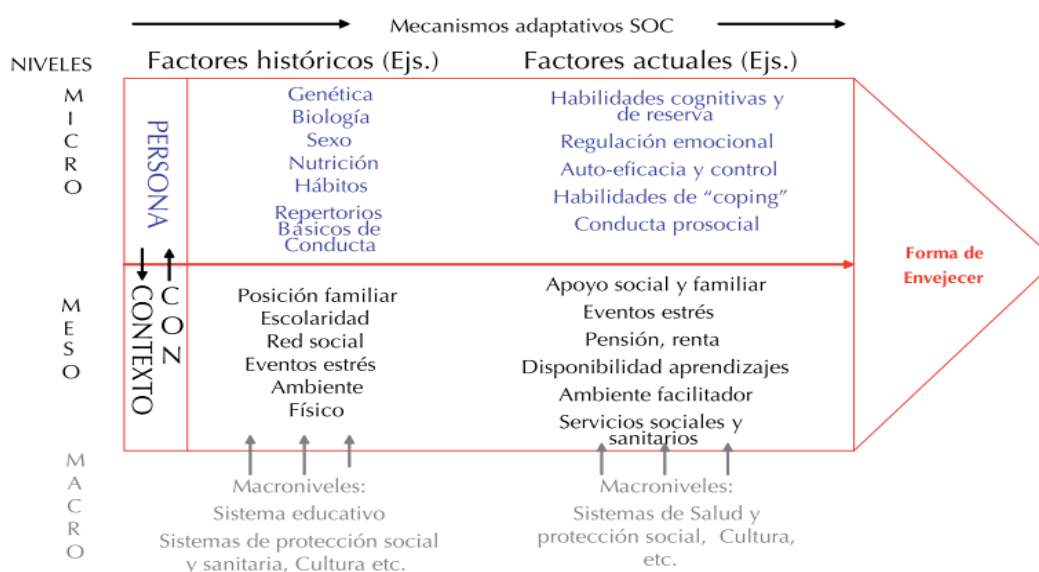 Mecanismos adaptativos SOC
NIVELES
Factores históricos (Ejs.)
Factores actuales (Ejs.)
MICRO
PERSONA
Genética
Biología
Sexo
Nutrición
Hábitos
Repertorios
Básicos de
Conducta
Habilidades cognitivas y
de reserva
Regulación emocional
Auto-eficacia y control
Habilidades de “coping”
Conducta prosocial
Forma de
Envejecer
MESO
CONTEXTO
CON
Posición familiar
Escolaridad
Red social
Eventos estrés
Ambiente
Físico
Apoyo social y familiar
Eventos estrés
Pensión, renta
Disponibilidad aprendizajes
Ambiente facilitador
Servicios sociales y
sanitarios
MACRO
Macroniveles:
Sistema educativo
Sistemas de protección social
y sanitaria, Cultura etc.
Macroniveles:
Sistemas de Salud y
protección social, Cultura,
etc.